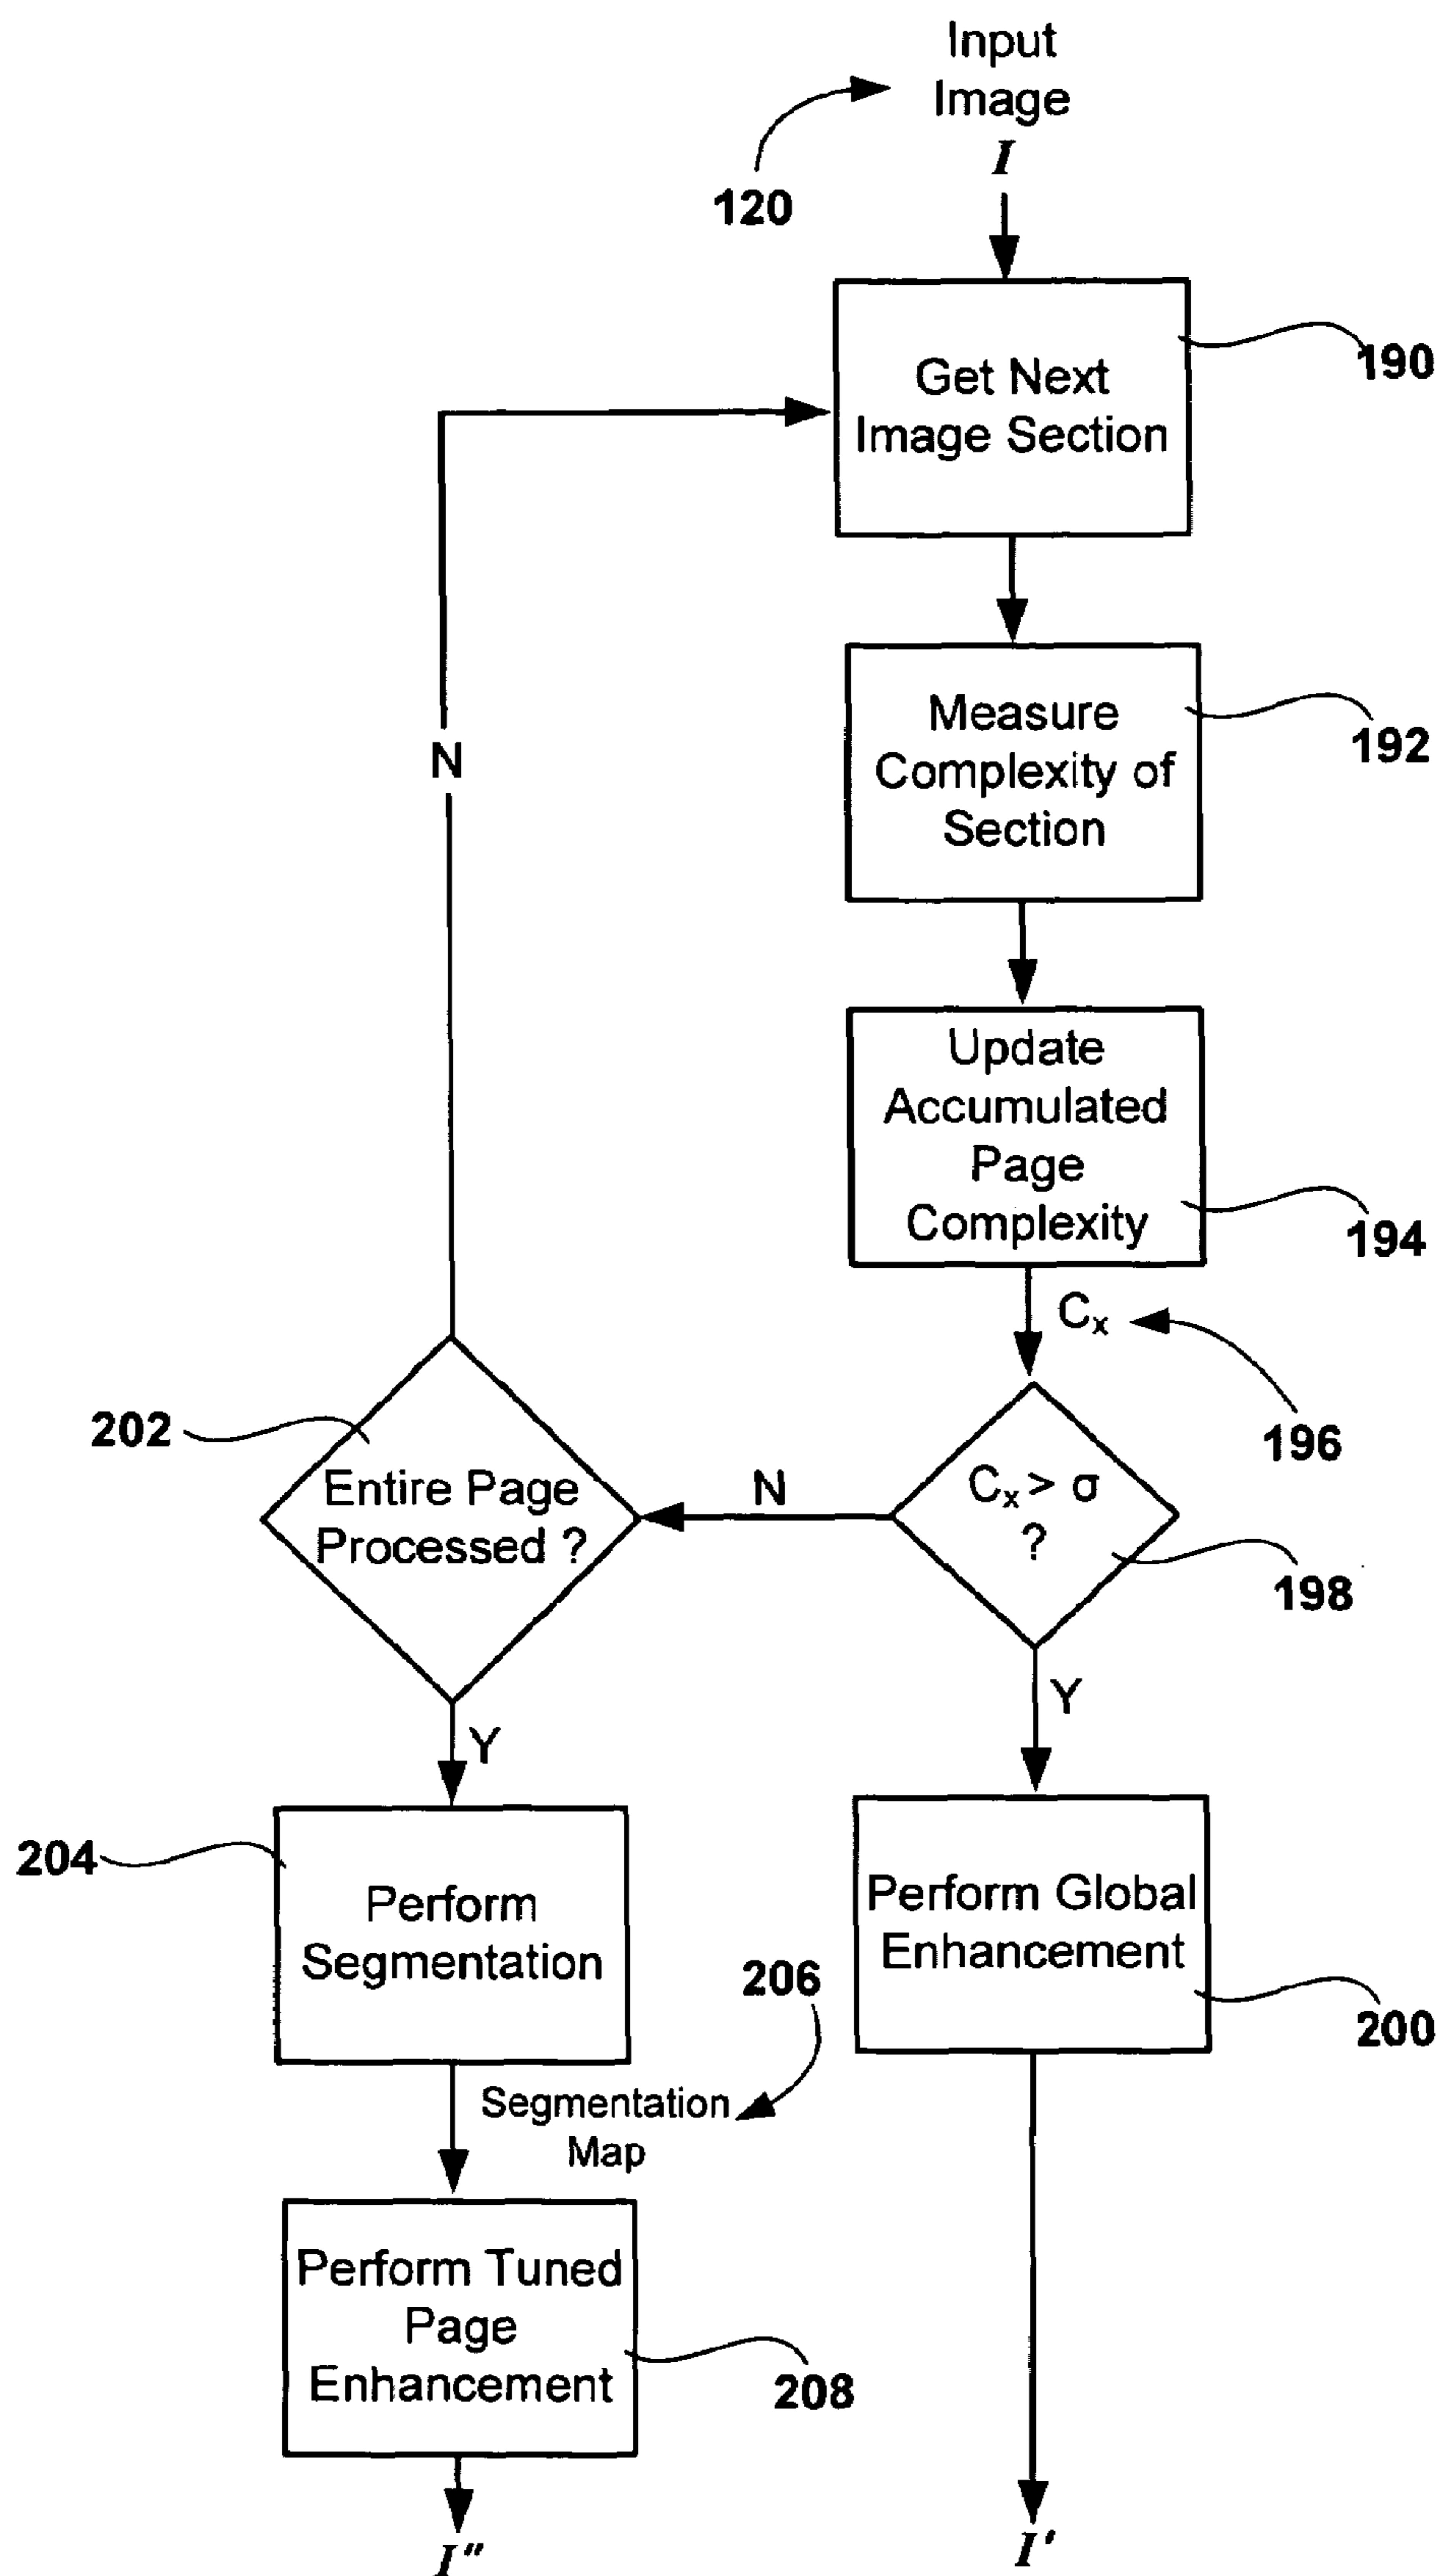 Input
Image
I
120
Get Next
Image Section
190
Measure
Complexity of
Section
192
N
Update
Accumulated
Page
Complexity
194
Cₓ
196
202
Entire Page
Processed ?
N
Cₓ > σ
?
198
Y
Y
204
Perform
Segmentation
Perform Global
Enhancement
200
206
Segmentation
Map
Perform Tuned
Page
Enhancement
208
I″
I′